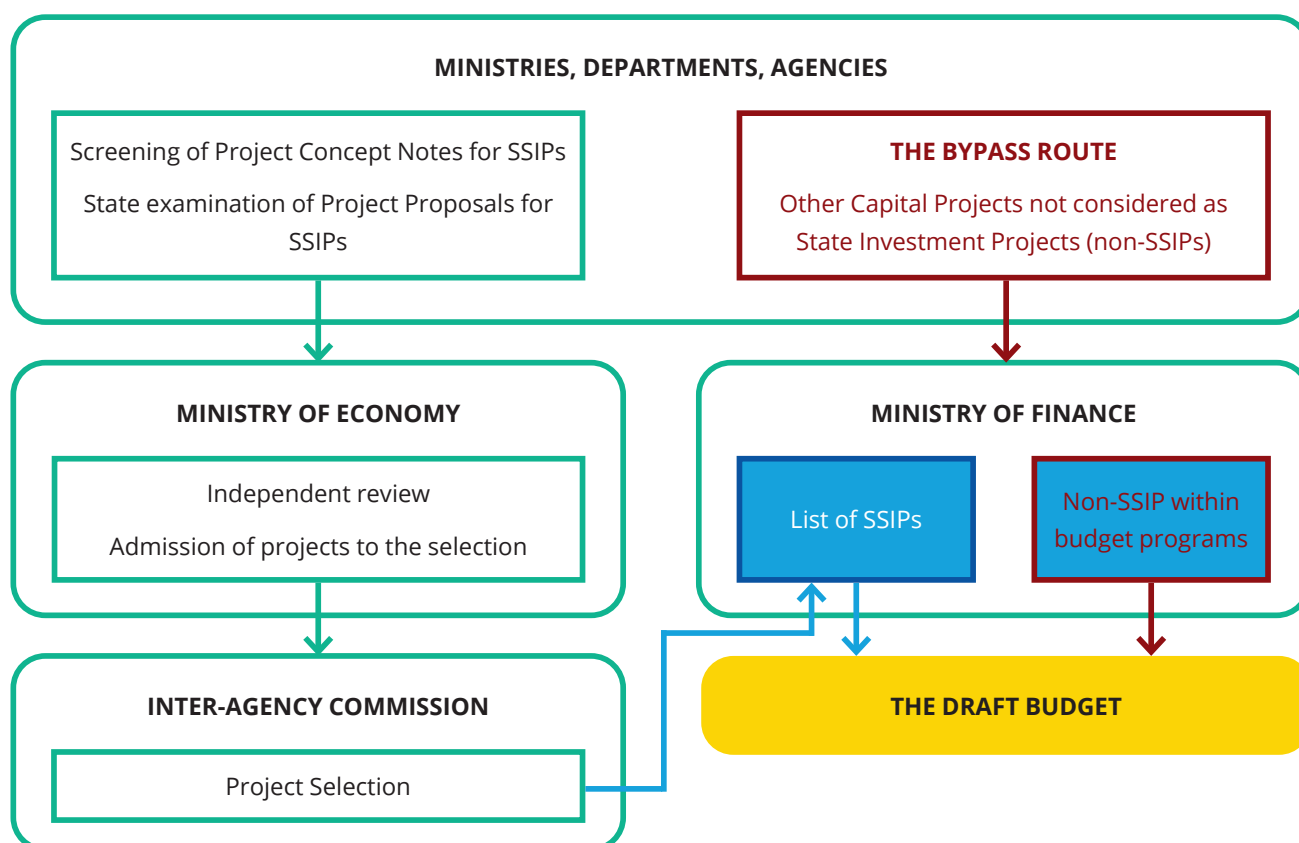 MINISTRIES, DEPARTMENTS, AGENCIES
Screening of Project Concept Notes for SSIPs
State examination of Project Proposals for
SSIPs
THE BYPASS ROUTE
Other Capital Projects not considered as
State Investment Projects (non-SSIPs)
MINISTRY OF ECONOMY
Independent review
Admission of projects to the selection
MINISTRY OF FINANCE
List of SSIPs
Non-SSIP within
budget programs
INTER-AGENCY COMMISSION
Project Selection
THE DRAFT BUDGET